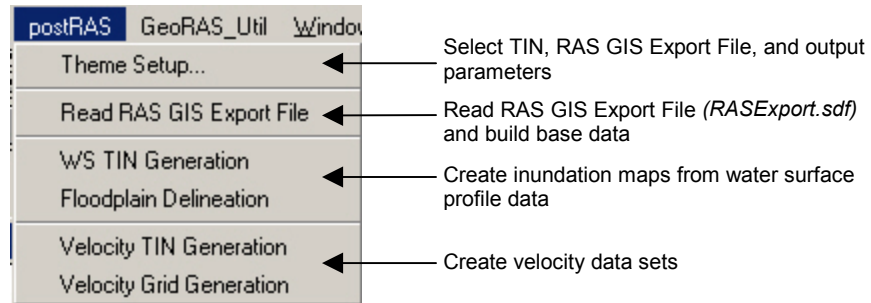 postRAS GeoRAS_Util Window
Theme Setup...
Select TIN, RAS GIS Export File, and output
parameters
Read RAS GIS Export File
Read RAS GIS Export File (RASExport.sdf)
and build base data
WS TIN Generation
Floodplain Delineation
Create inundation maps from water surface
profile data
Velocity TIN Generation
Velocity Grid Generation
Create velocity data sets